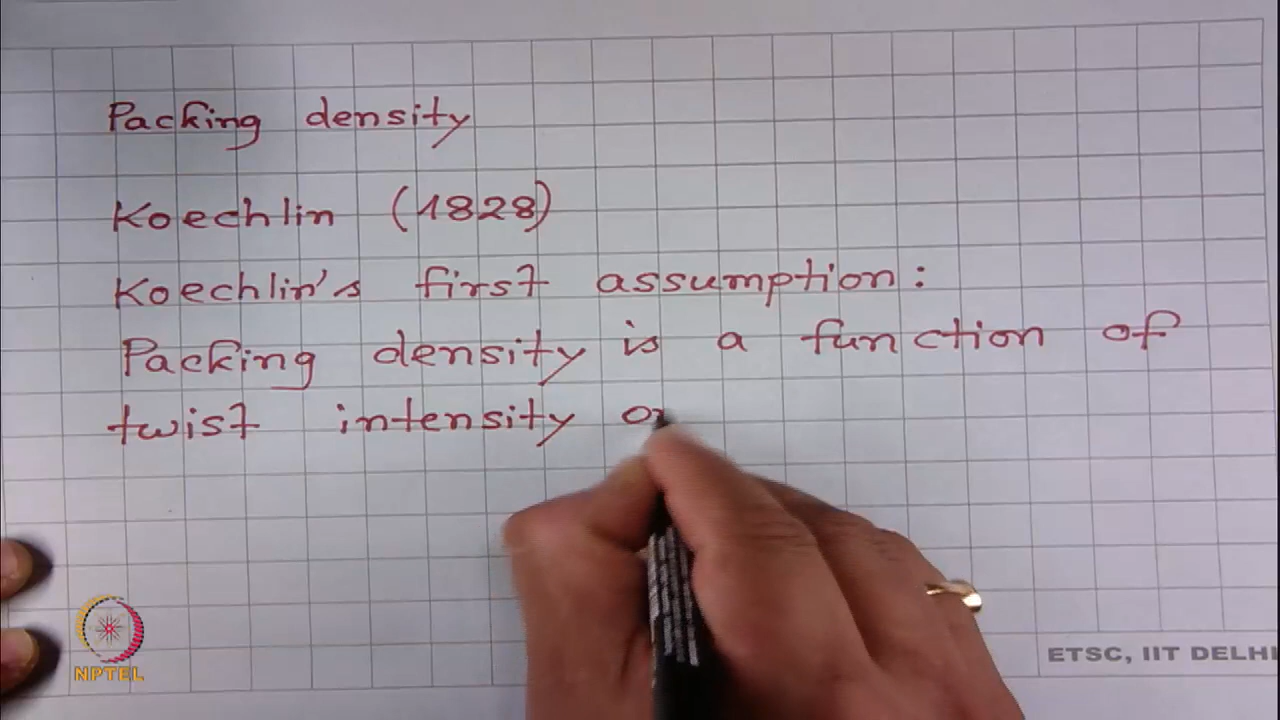 Packing density
Koechlin (1828)
Koechlin's first assumption:
Packing density is a function of
twist intensity
NPTEL
ETSC, IIT DELHI